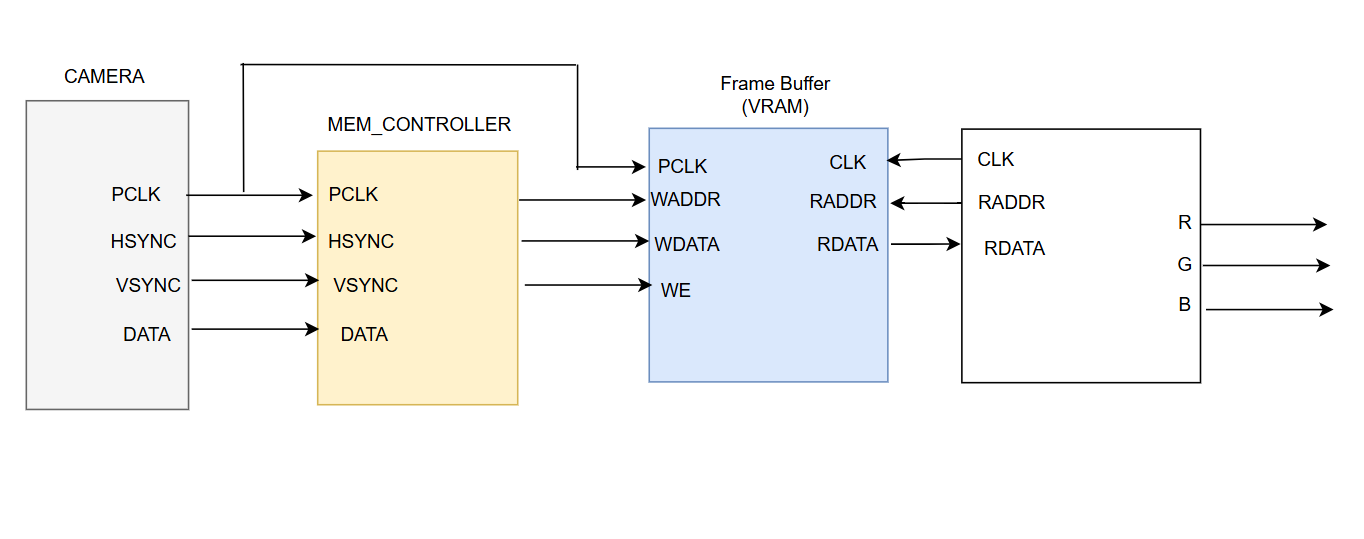 CAMERA
PCLK
HSYNC
VSYNC
DATA
MEM_CONTROLLER
PCLK
HSYNC
VSYNC
DATA
Frame Buffer
(VRAM)
PCLK
WADDR
WDATA
WE
CLK
RADDR
RDATA
CLK
RADDR
RDATA
R
G
B